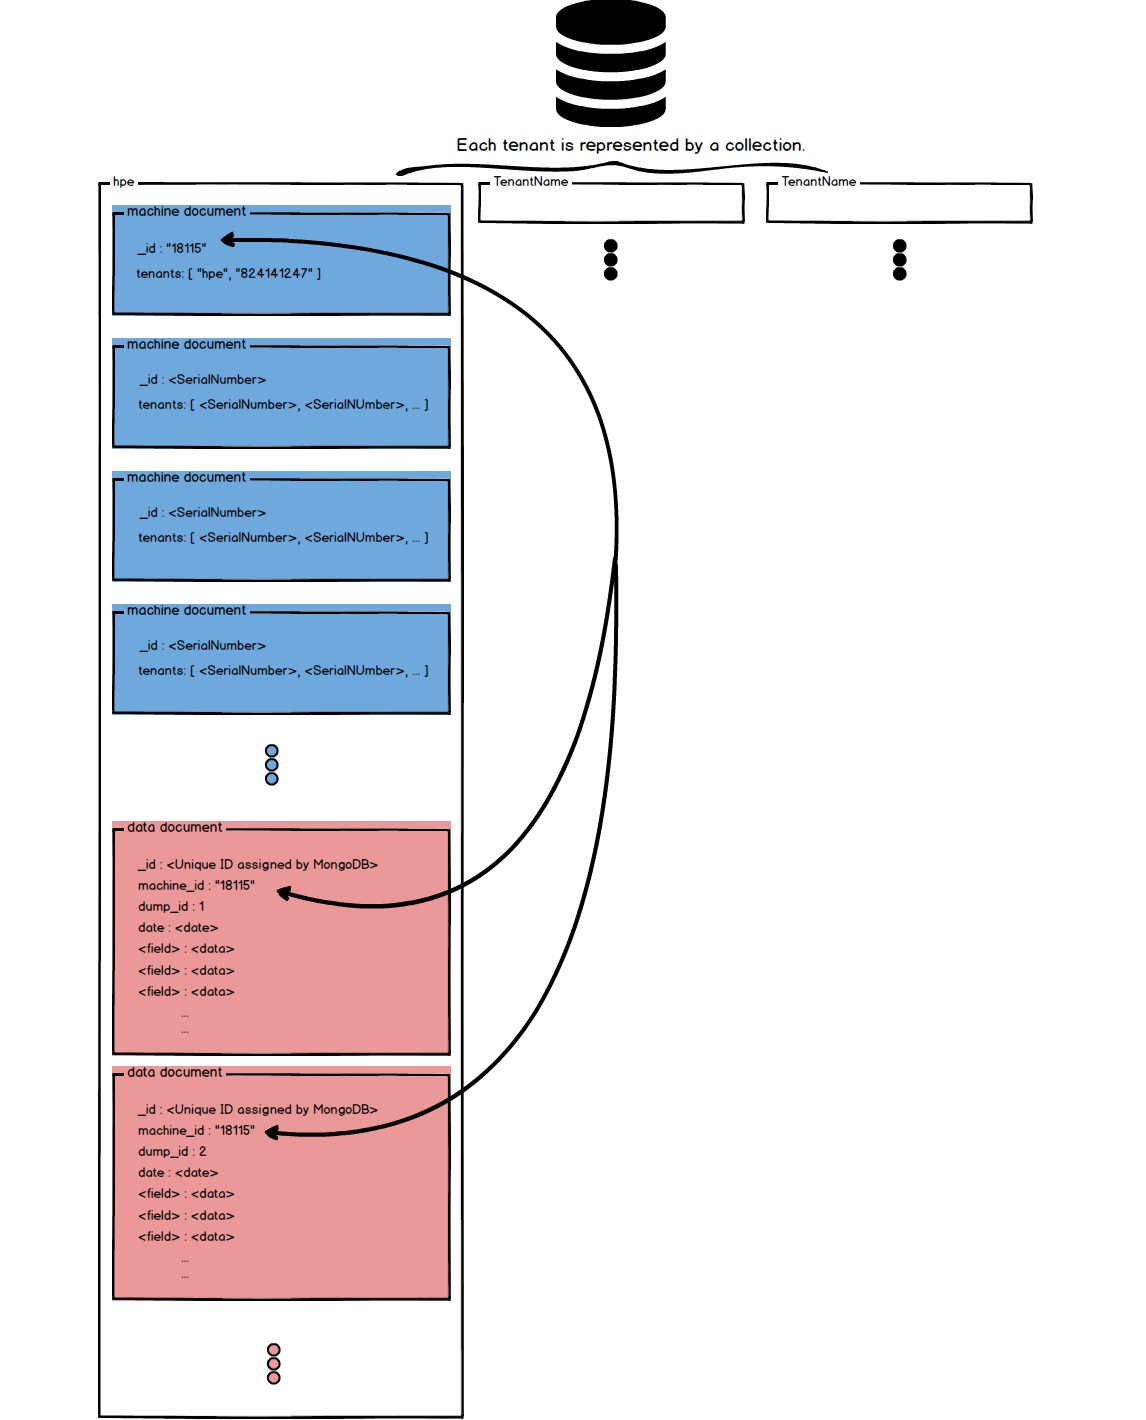 Each tenant is represented by a collection.
hpe
TenantName
TenantName
machine document
_id : "18115"
tenants: [ "hpe", "824141247" ]
machine document
_id : <SerialNumber>
tenants: [ <SerialNumber>, <SerialNUmber>, ... ]
machine document
_id : <SerialNumber>
tenants: [ <SerialNumber>, <SerialNUmber>, ... ]
machine document
_id : <SerialNumber>
tenants: [ <SerialNumber>, <SerialNUmber>, ... ]
data document
_id : <Unique ID assigned by MongoDB>
machine_id : "18115"
dump_id : 1
date : <date>
<field> : <data>
<field> : <data>
<field> : <data>
...
...
data document
_id : <Unique ID assigned by MongoDB>
machine_id : "18115"
dump_id : 2
date : <date>
<field> : <data>
<field> : <data>
<field> : <data>
...
...